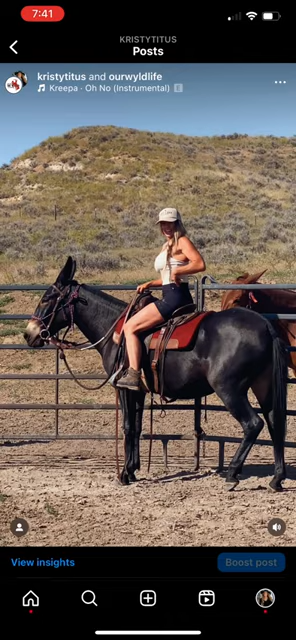 7:41
KRISTYTITUS
Posts
kristytitus and ourwyldlife
Kreepa · Oh No (Instrumental) E
View insights
Boost post